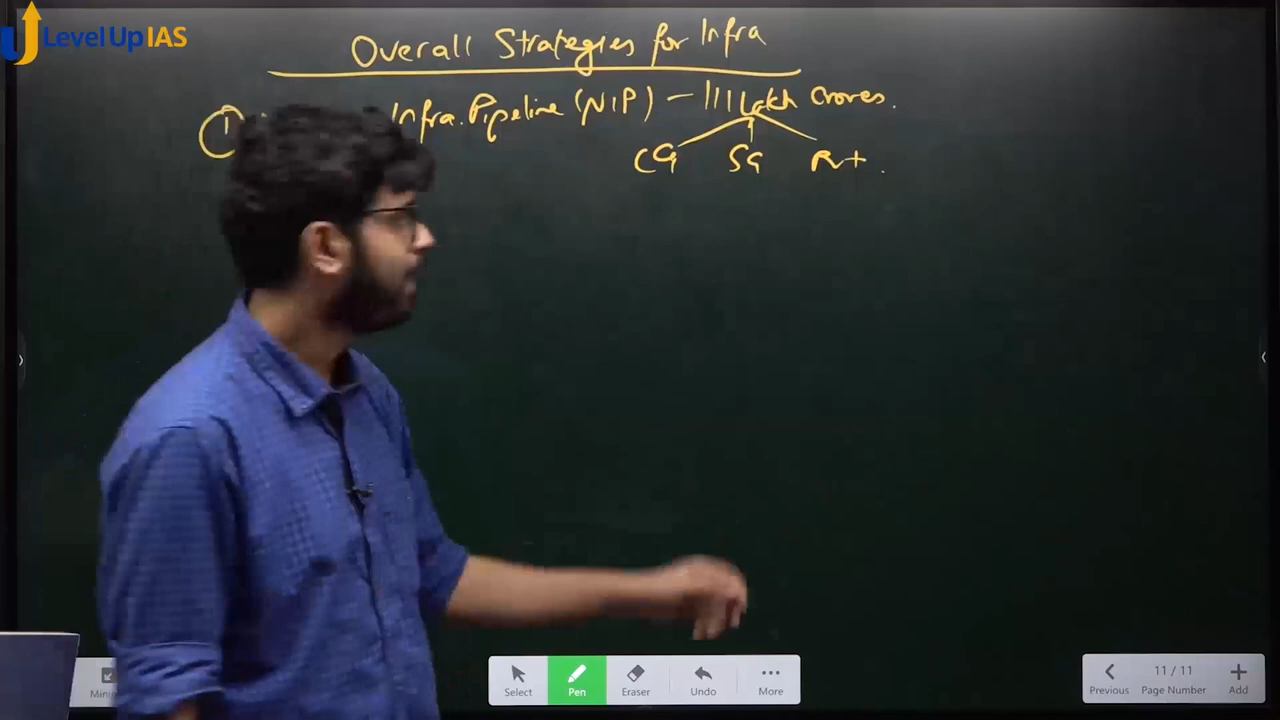 LevelUp IAS
Overall Strategies for Infra
① Infra. Pipeline (NIP) – 111 Lakh crores.
CG SG Pvt.
Select Pen Eraser Undo More
Previous 11 / 11 Page Number Add